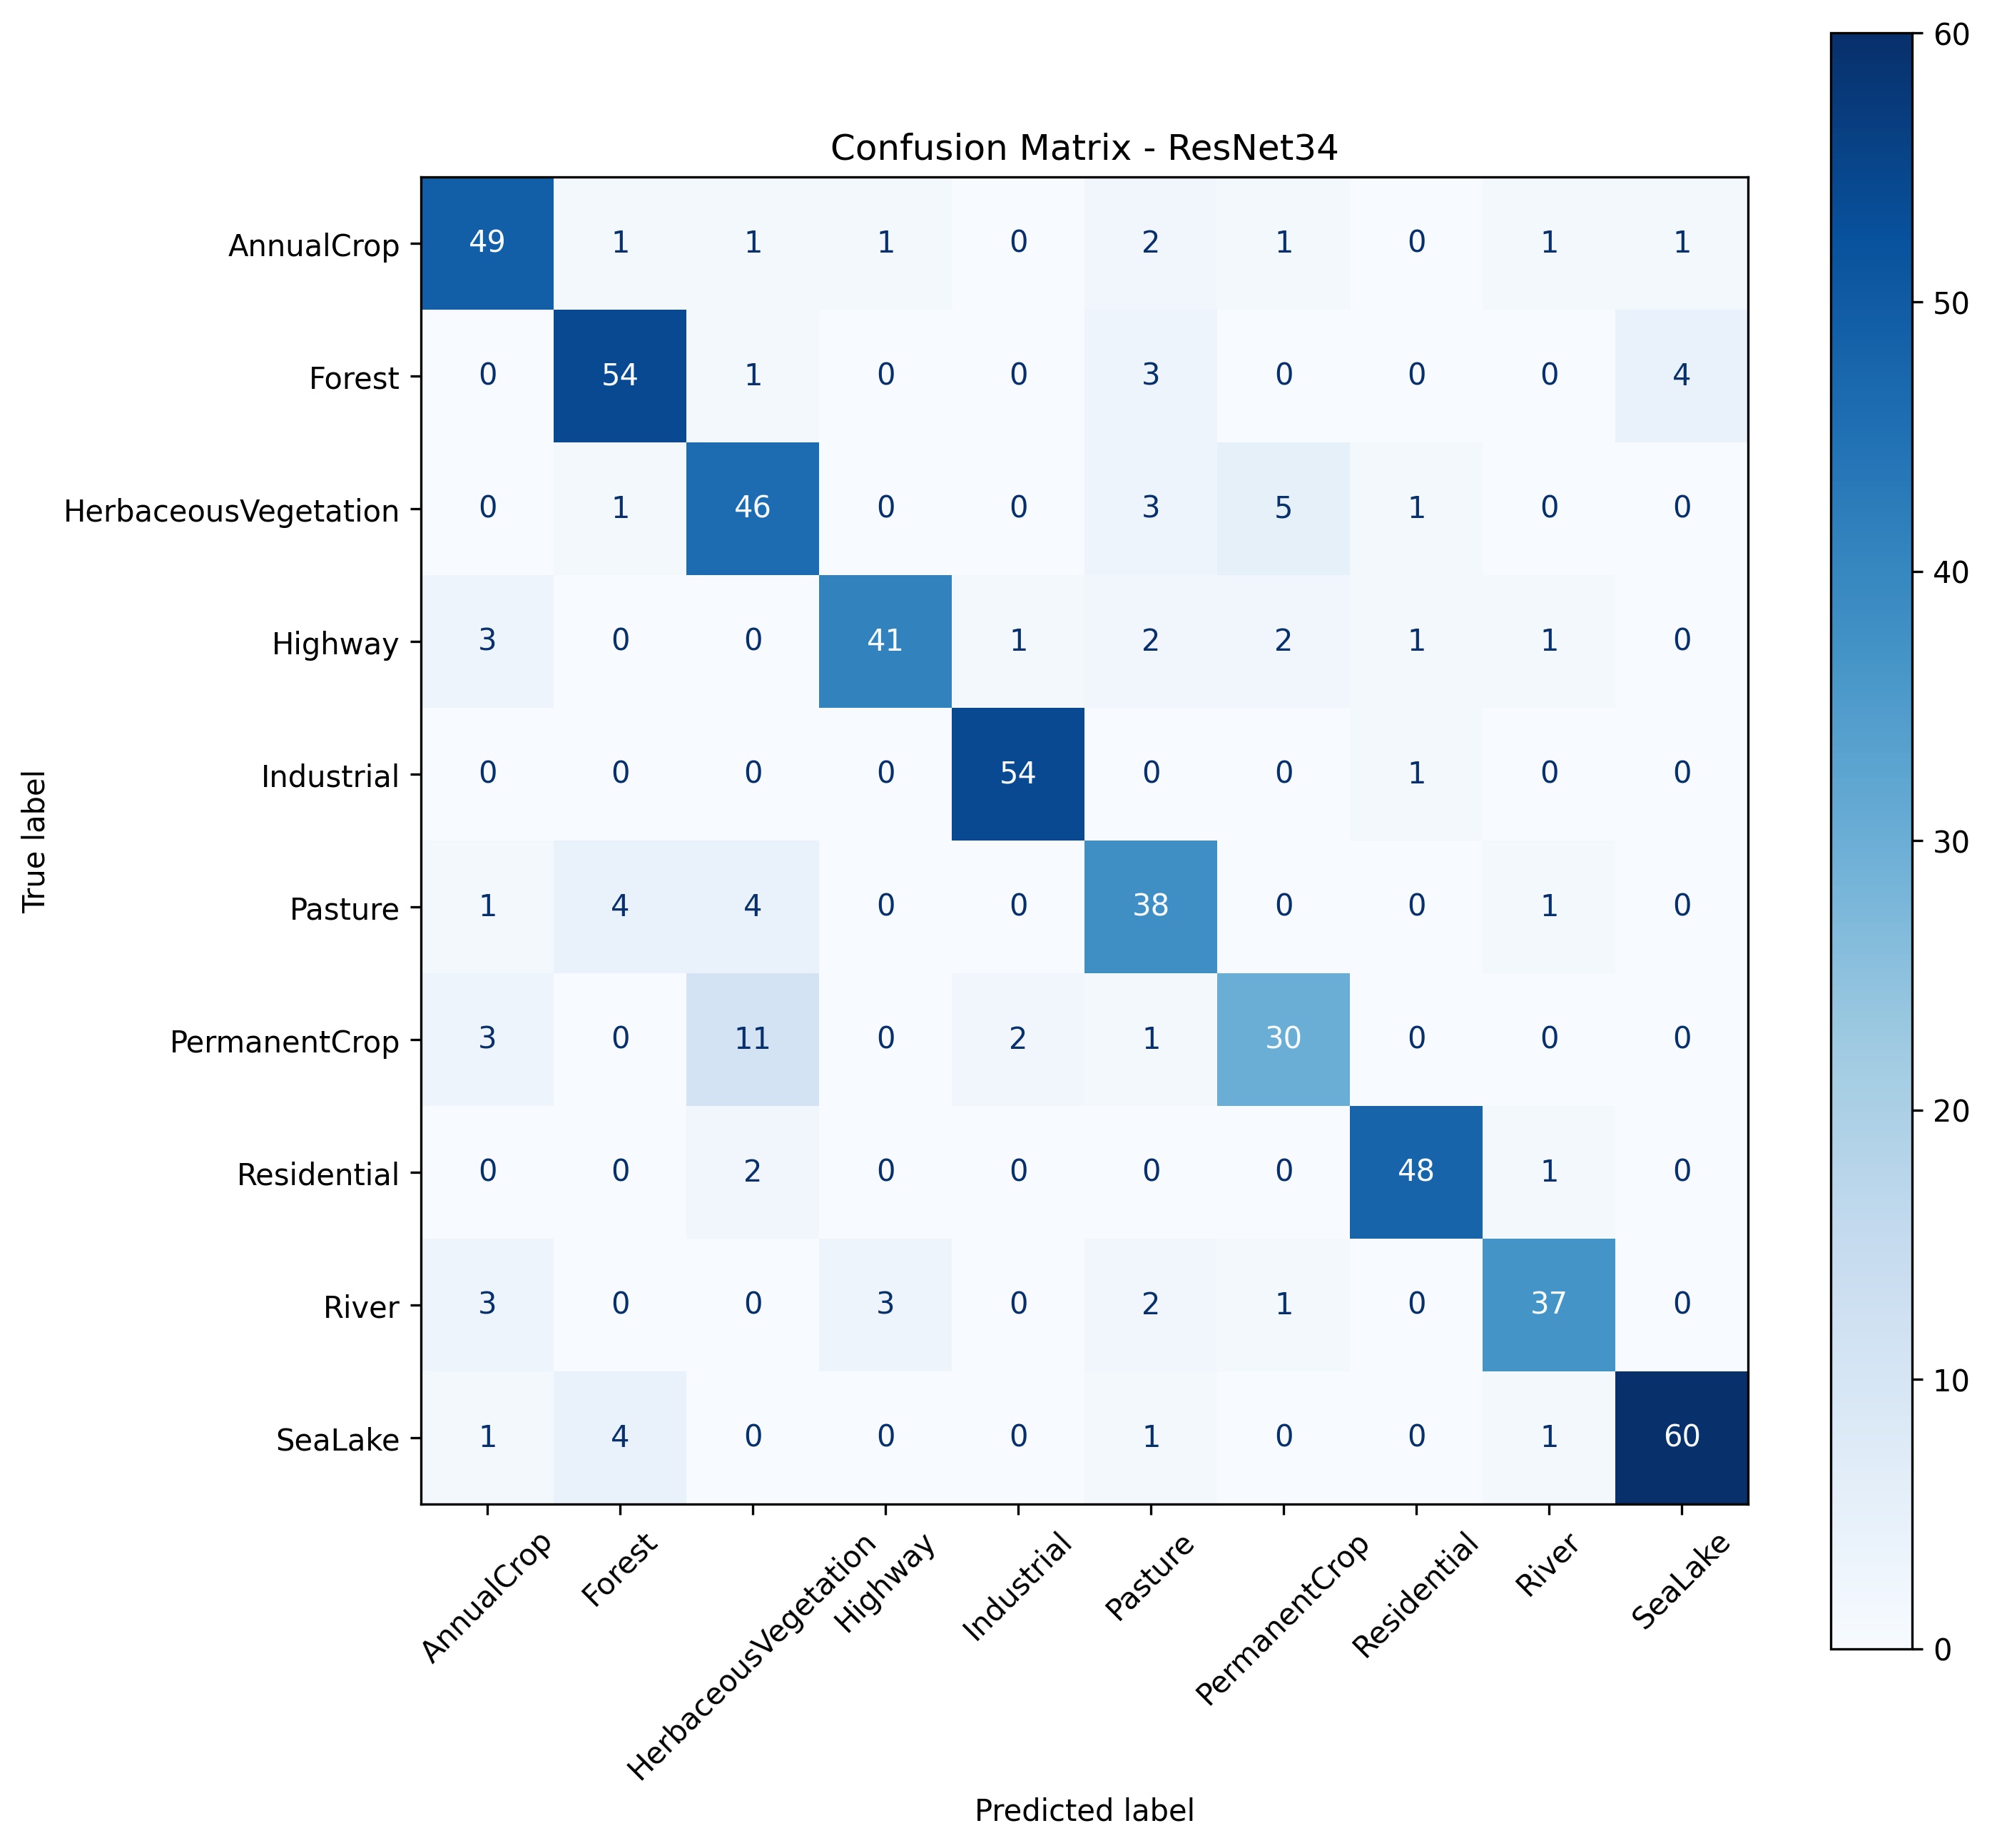 Confusion Matrix - ResNet34
60
50
40
30
20
10
0
True label
AnnualCrop 49 1 1 1 0 2 1 0 1 1
Forest 0 54 1 0 0 3 0 0 0 4
HerbaceousVegetation 0 1 46 0 0 3 5 1 0 0
Highway 3 0 0 41 1 2 2 1 1 0
Industrial 0 0 0 0 54 0 0 1 0 0
Pasture 1 4 4 0 0 38 0 0 1 0
PermanentCrop 3 0 11 0 2 1 30 0 0 0
Residential 0 0 2 0 0 0 0 48 1 0
River 3 0 0 3 0 2 1 0 37 0
SeaLake 1 4 0 0 0 1 0 0 1 60
AnnualCrop
Forest
HerbaceousVegetation
Highway
Industrial
Pasture
PermanentCrop
Residential
River
SeaLake
Predicted label